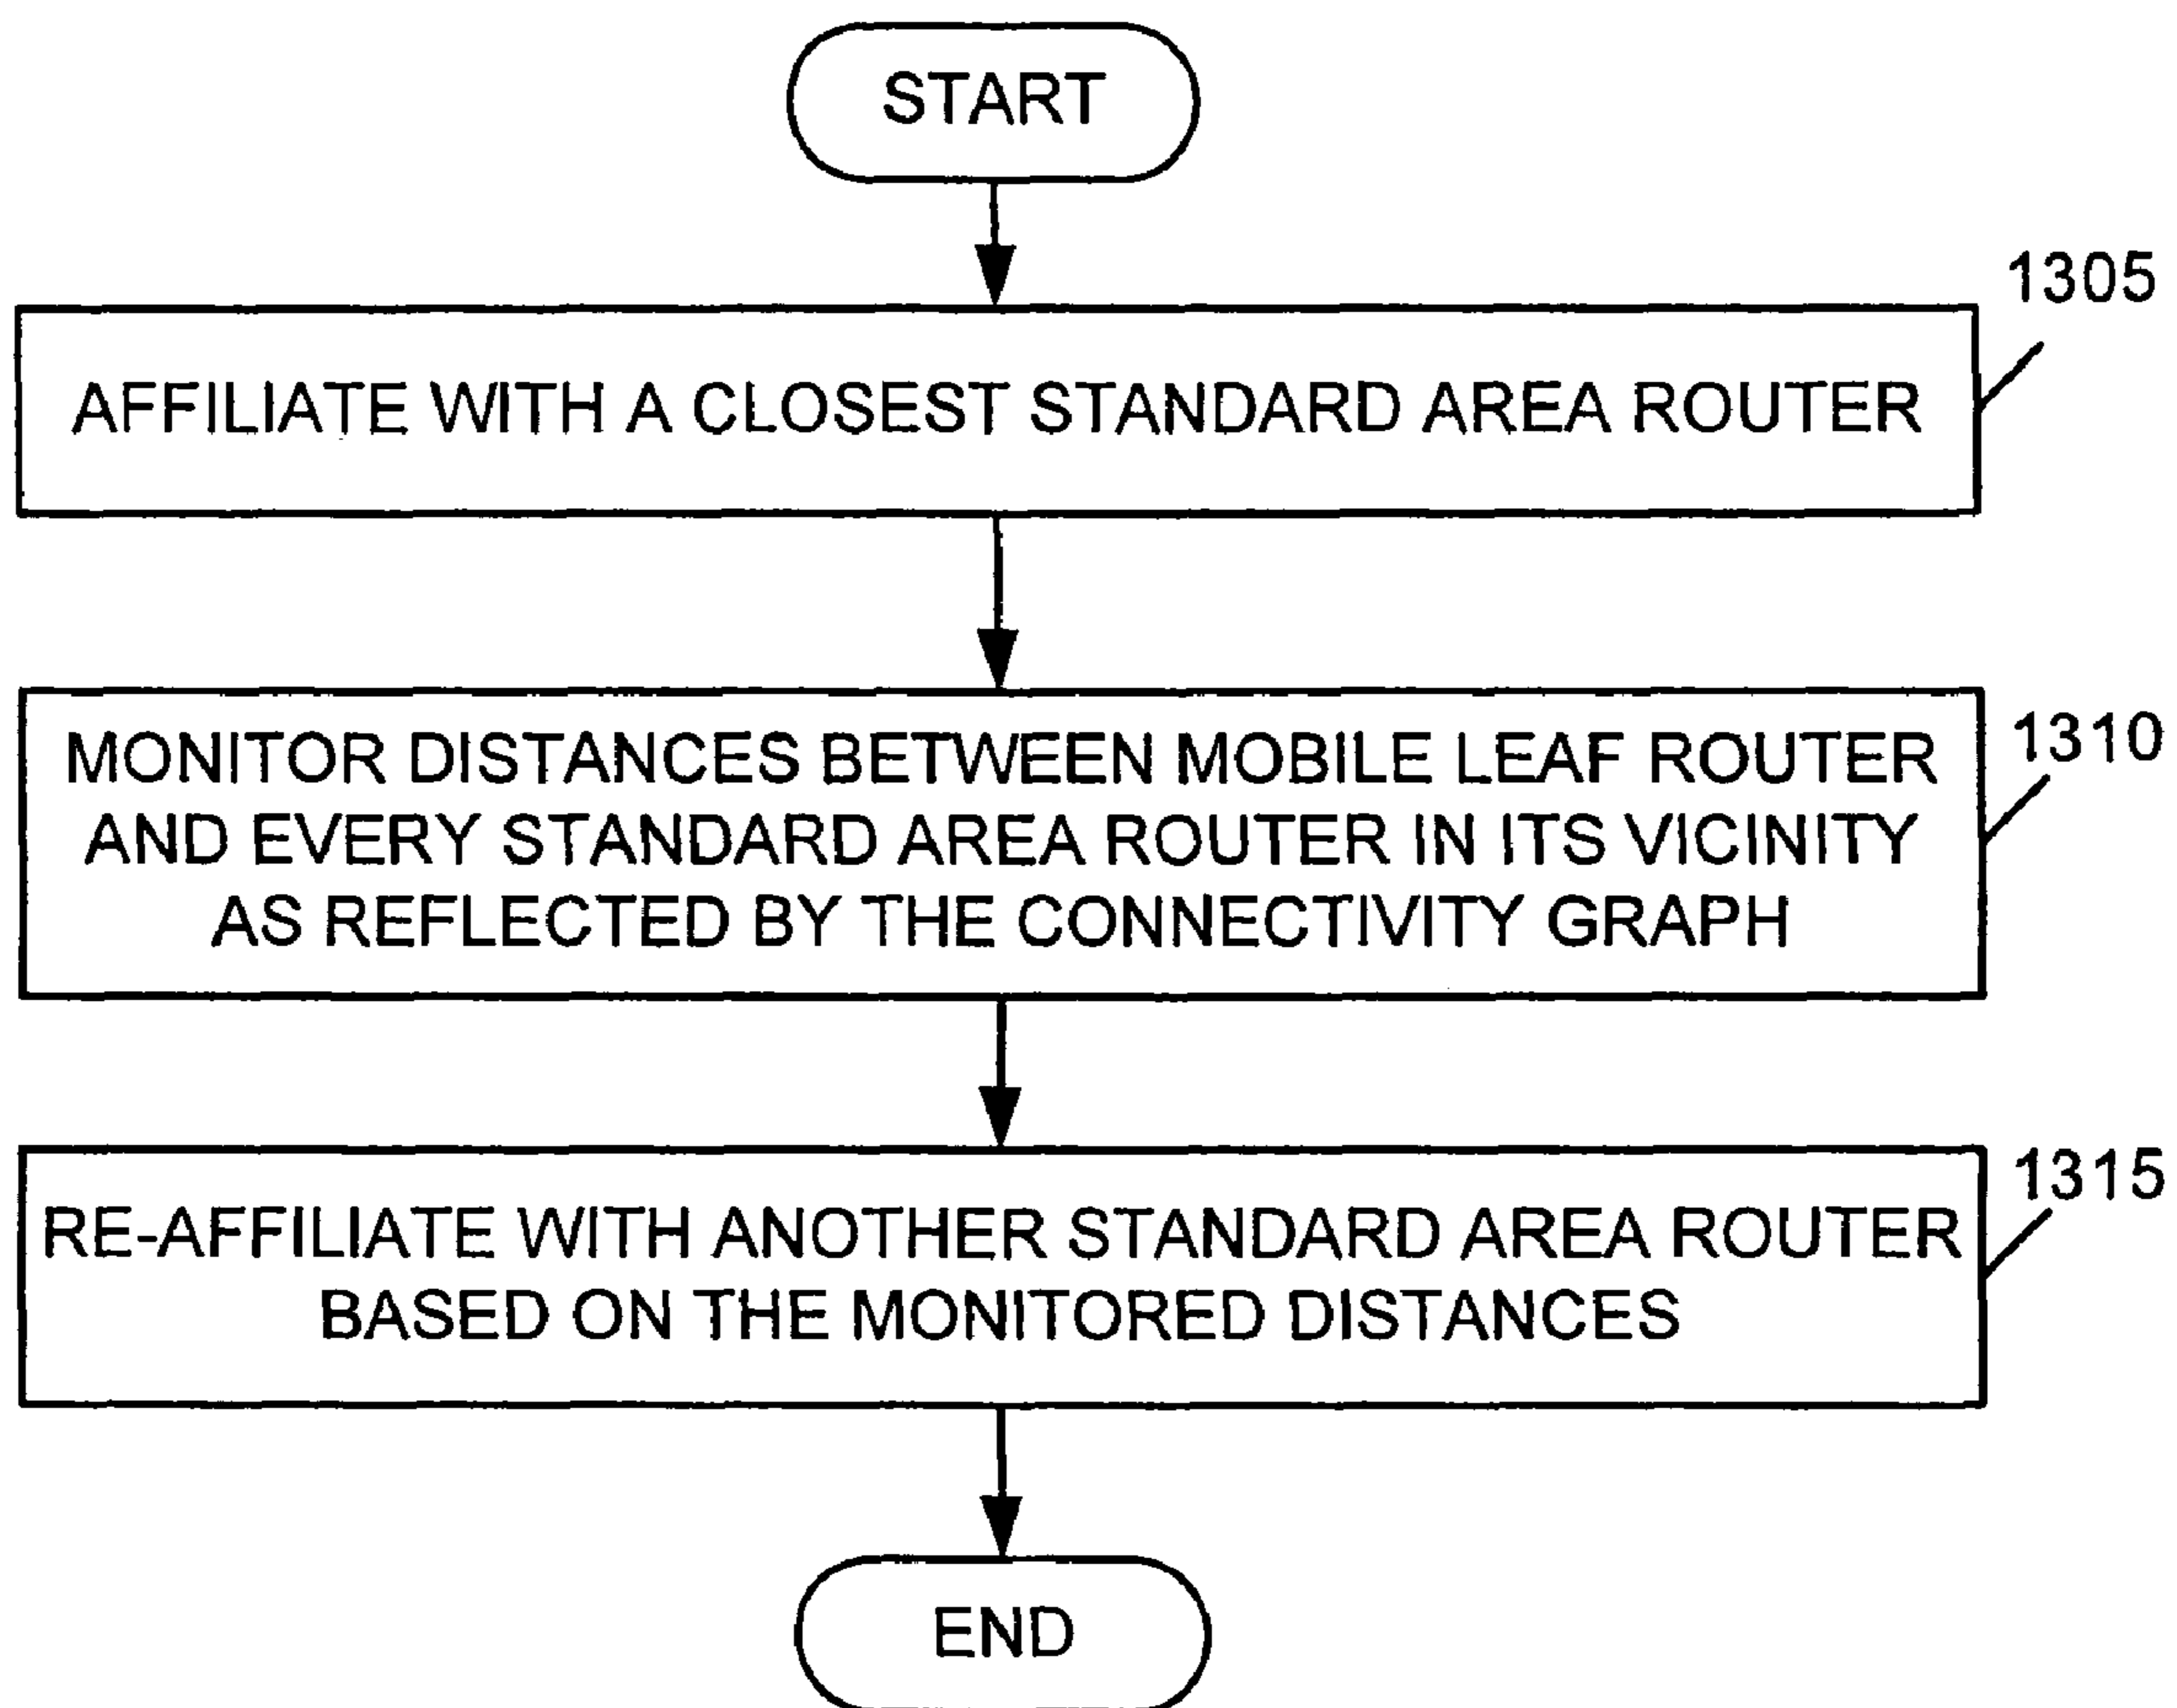 START
1305
AFFILIATE WITH A CLOSEST STANDARD AREA ROUTER
1310
MONITOR DISTANCES BETWEEN MOBILE LEAF ROUTER
AND EVERY STANDARD AREA ROUTER IN ITS VICINITY
AS REFLECTED BY THE CONNECTIVITY GRAPH
1315
RE-AFFILIATE WITH ANOTHER STANDARD AREA ROUTER
BASED ON THE MONITORED DISTANCES
END